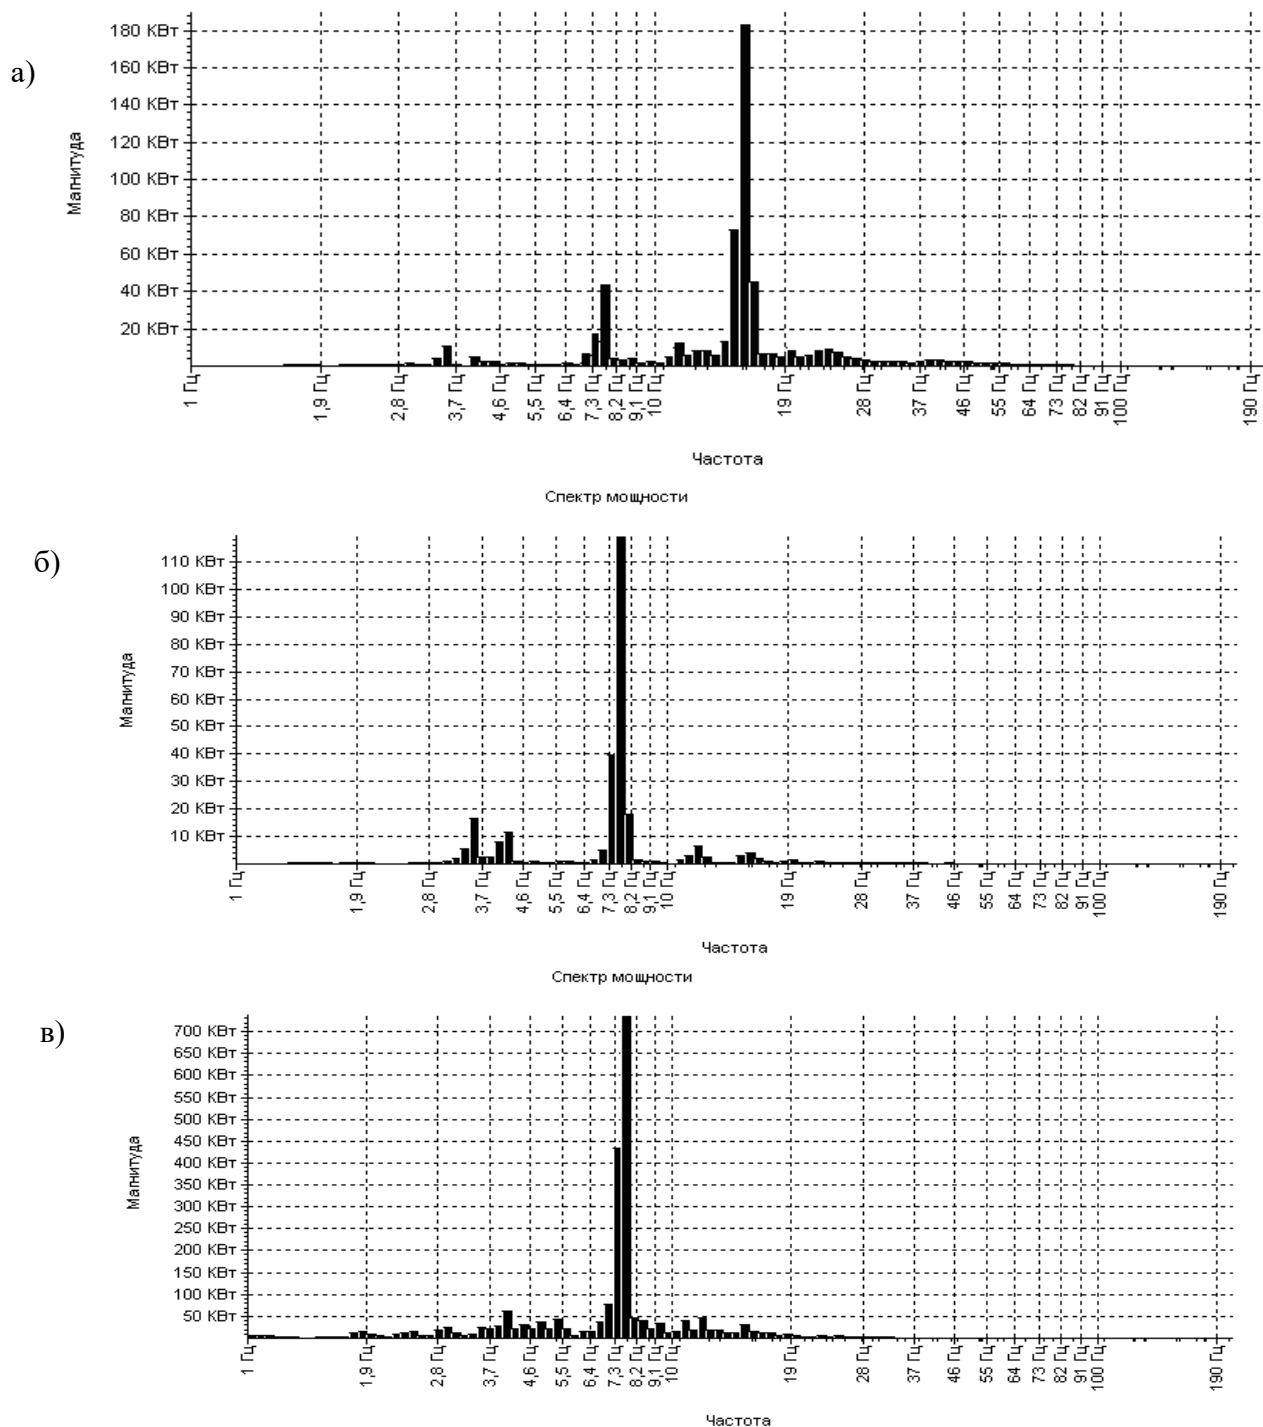 а)
180 КВт
160 КВт
140 КВт
120 КВт
100 КВт
80 КВт
60 КВт
40 КВт
20 КВт
Магнитуда
1 Гц 1,9 Гц 2,8 Гц 3,7 Гц 4,6 Гц 5,5 Гц 6,4 Гц 7,3 Гц 8,2 Гц 9,1 Гц 10 Гц 19 Гц 28 Гц 37 Гц 46 Гц 55 Гц 64 Гц 73 Гц 82 Гц 91 Гц 100 Гц 190 Гц
Частота
Спектр мощности
б)
110 КВт
100 КВт
90 КВт
80 КВт
70 КВт
60 КВт
50 КВт
40 КВт
30 КВт
20 КВт
10 КВт
Магнитуда
1 Гц 1,9 Гц 2,8 Гц 3,7 Гц 4,6 Гц 5,5 Гц 6,4 Гц 7,3 Гц 8,2 Гц 9,1 Гц 10 Гц 19 Гц 28 Гц 37 Гц 46 Гц 55 Гц 64 Гц 73 Гц 82 Гц 91 Гц 100 Гц 190 Гц
Частота
Спектр мощности
в)
700 КВт
650 КВт
600 КВт
550 КВт
500 КВт
450 КВт
400 КВт
350 КВт
300 КВт
250 КВт
200 КВт
150 КВт
100 КВт
50 КВт
Магнитуда
1 Гц 1,9 Гц 2,8 Гц 3,7 Гц 4,6 Гц 5,5 Гц 6,4 Гц 7,3 Гц 8,2 Гц 9,1 Гц 10 Гц 19 Гц 28 Гц 37 Гц 46 Гц 55 Гц 64 Гц 73 Гц 82 Гц 91 Гц 100 Гц 190 Гц
Частота